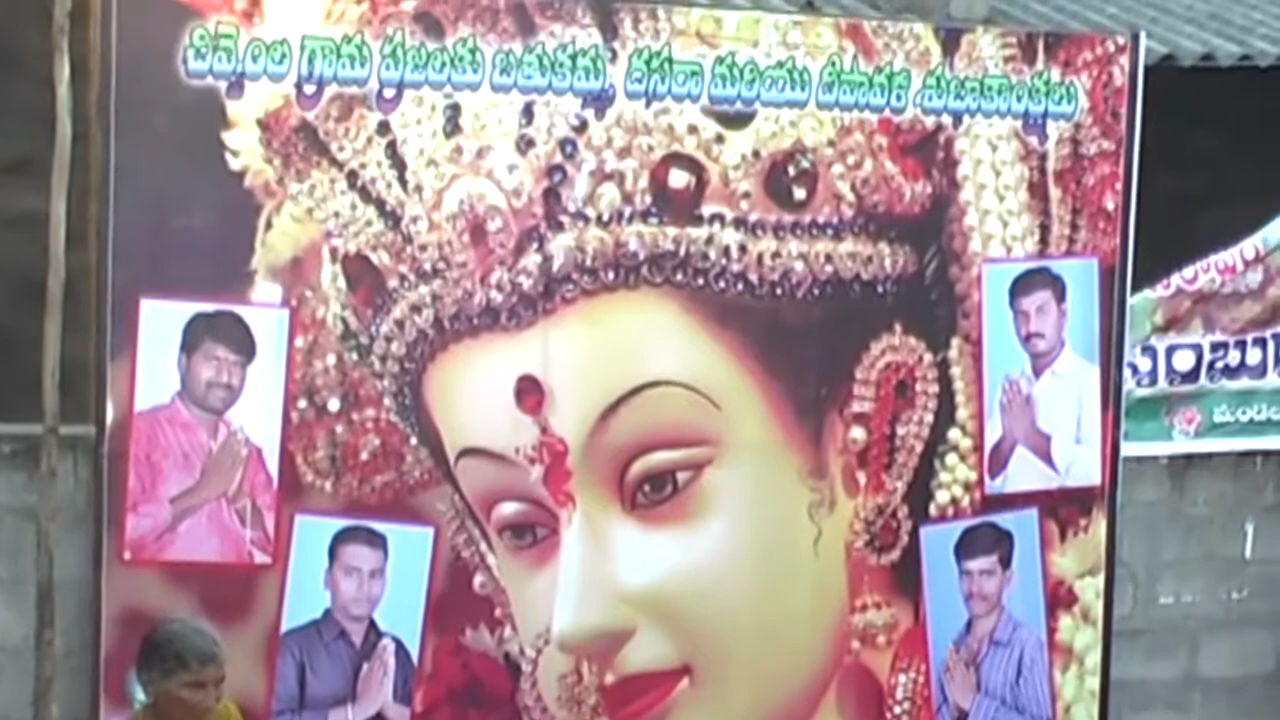 చివ్వెంల గ్రామ ప్రజలకు బతుకమ్మ, దసరా మరియు దీపావళి శుభాకాంక్షలు